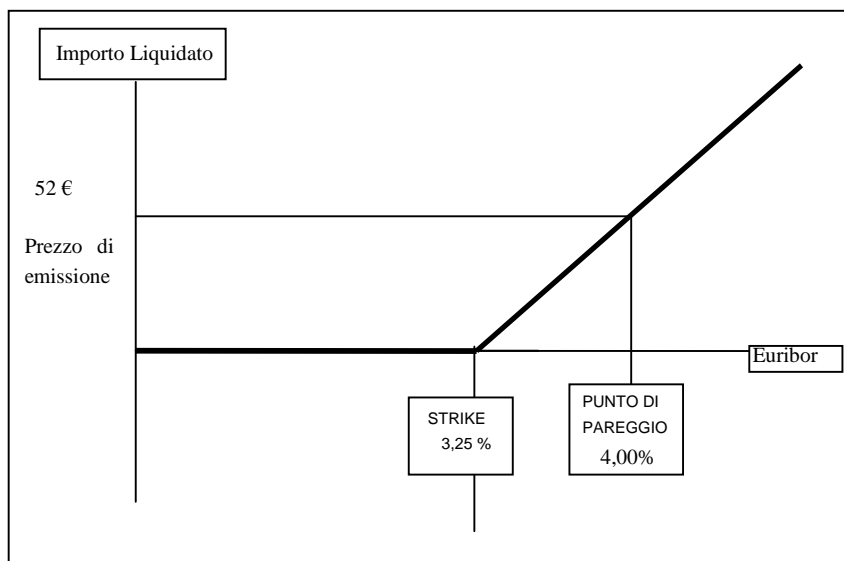 Importo Liquidato
52 €
Prezzo di
emissione
Euribor
STRIKE
3,25 %
PUNTO DI
PAREGGIO
4,00%